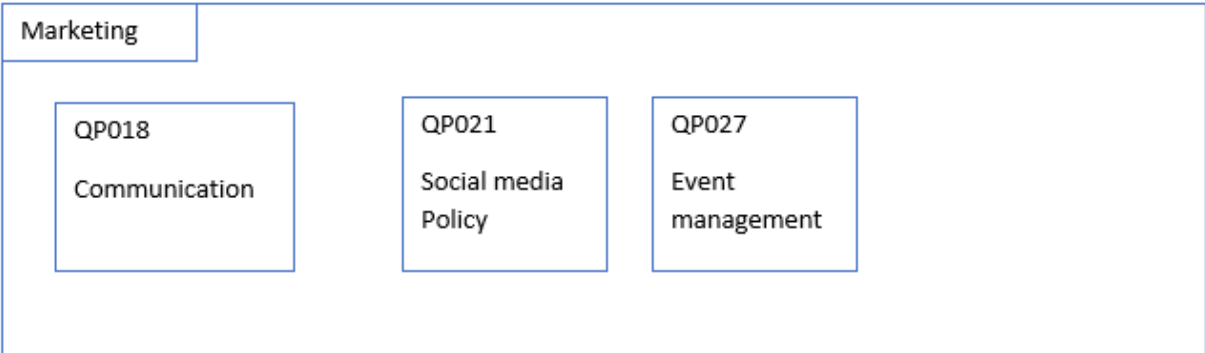 Marketing
QP018
Communication
QP021
Social media
Policy
QP027
Event
management